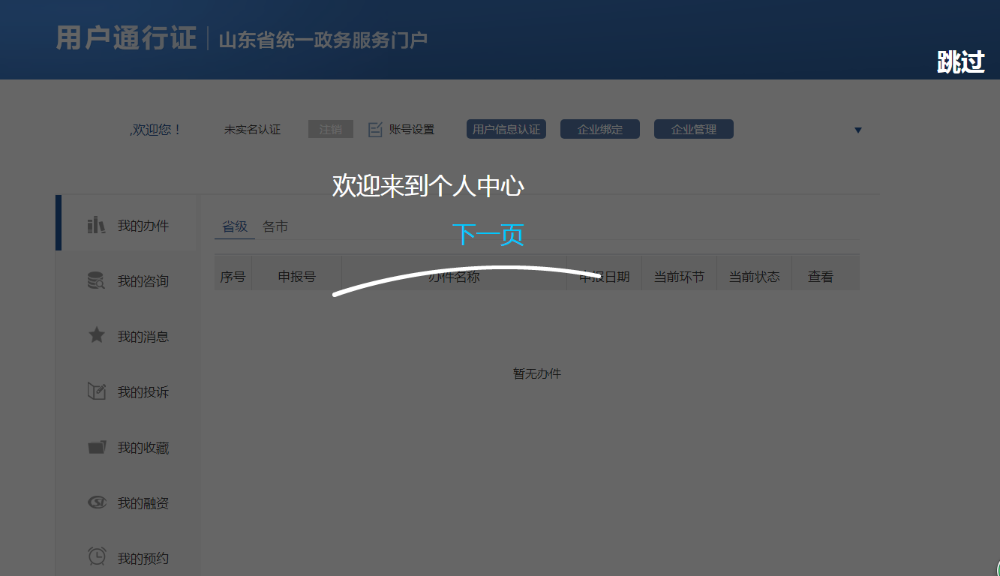 用户通行证 山东省统一政务服务门户
跳过
,欢迎您！ 未实名认证 注销 账号设置 用户信息认证 企业绑定 企业管理
欢迎来到个人中心
下一页
我的办件
我的咨询
我的消息
我的投诉
我的收藏
我的融资
我的预约
省级 各市
序号 申报号 办件名称 申报日期 当前环节 当前状态 查看
暂无办件